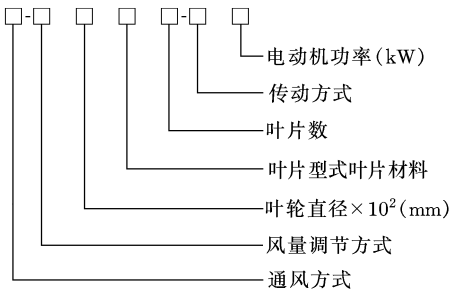 □-□ □ □ □-□ □
电动机功率(kW)
传动方式
叶片数
叶片型式叶片材料
叶轮直径×10²(mm)
风量调节方式
通风方式